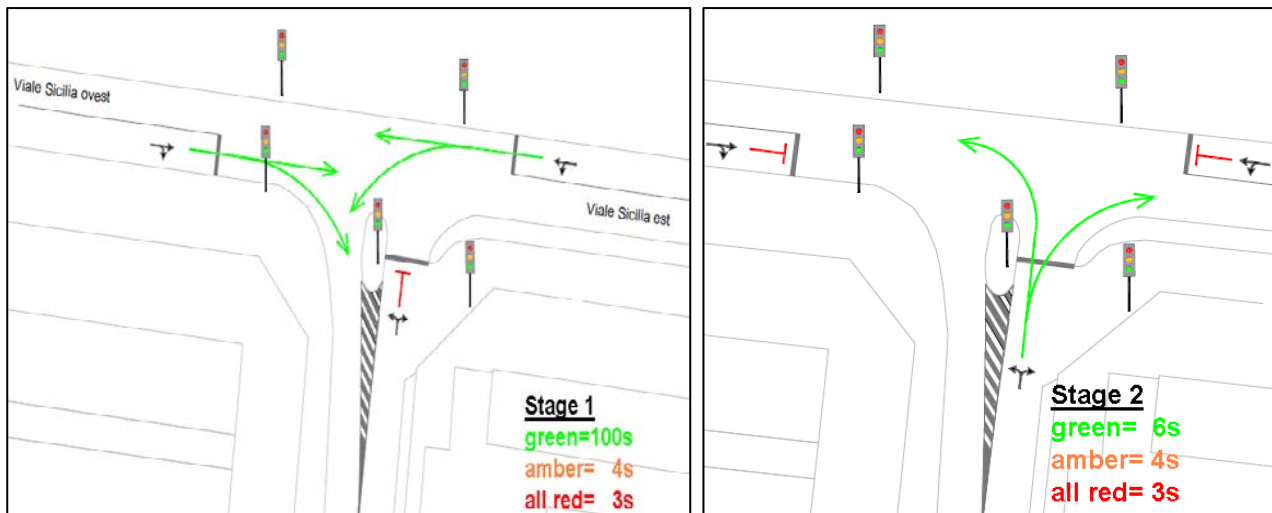 Viale Sicilia ovest
Viale Sicilia est
Stage 1
green=100s
amber= 4s
all red= 3s
Stage 2
green= 6s
amber= 4s
all red= 3s